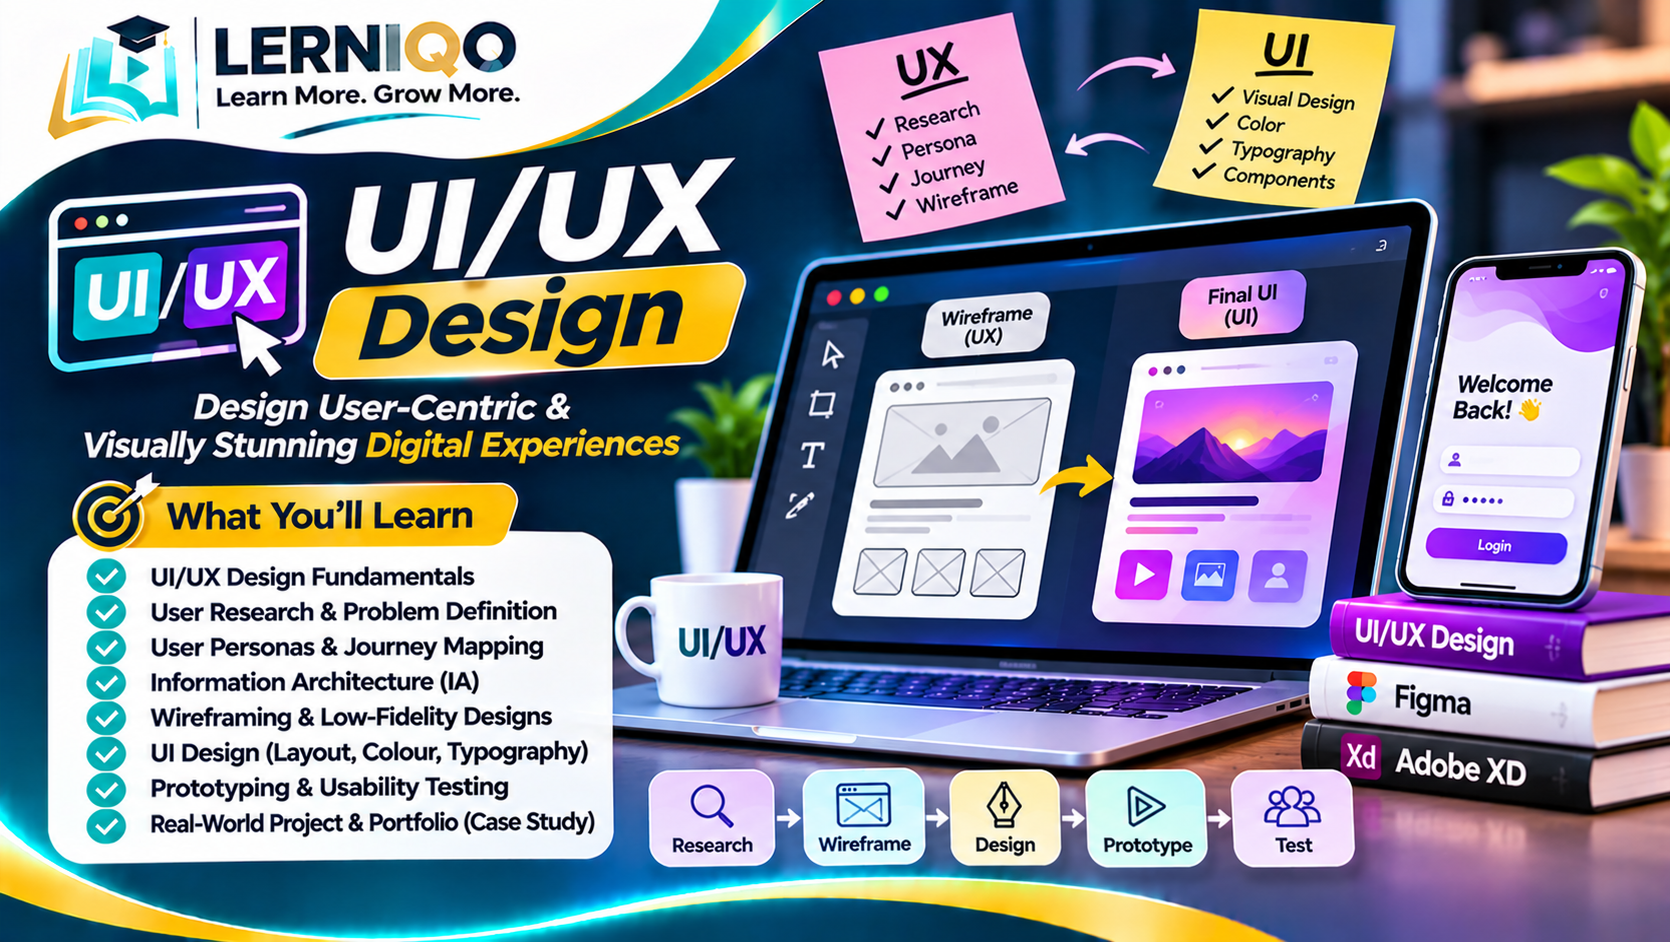 LERNIQO
Learn More. Grow More.
UI/UX
UI/UX
Design
Design User-Centric &
Visually Stunning Digital Experiences
What You'll Learn
UI/UX Design Fundamentals
User Research & Problem Definition
User Personas & Journey Mapping
Information Architecture (IA)
Wireframing & Low-Fidelity Designs
UI Design (Layout, Colour, Typography)
Prototyping & Usability Testing
Real-World Project & Portfolio (Case Study)
UX
Research
Persona
Journey
Wireframe
UI
Visual Design
Color
Typography
Components
Wireframe
(UX)
Final UI
(UI)
T
Welcome
Back! 👋
Login
UI/UX
UI/UX Design
Figma
Xd Adobe XD
Research
Wireframe
Design
Prototype
Test